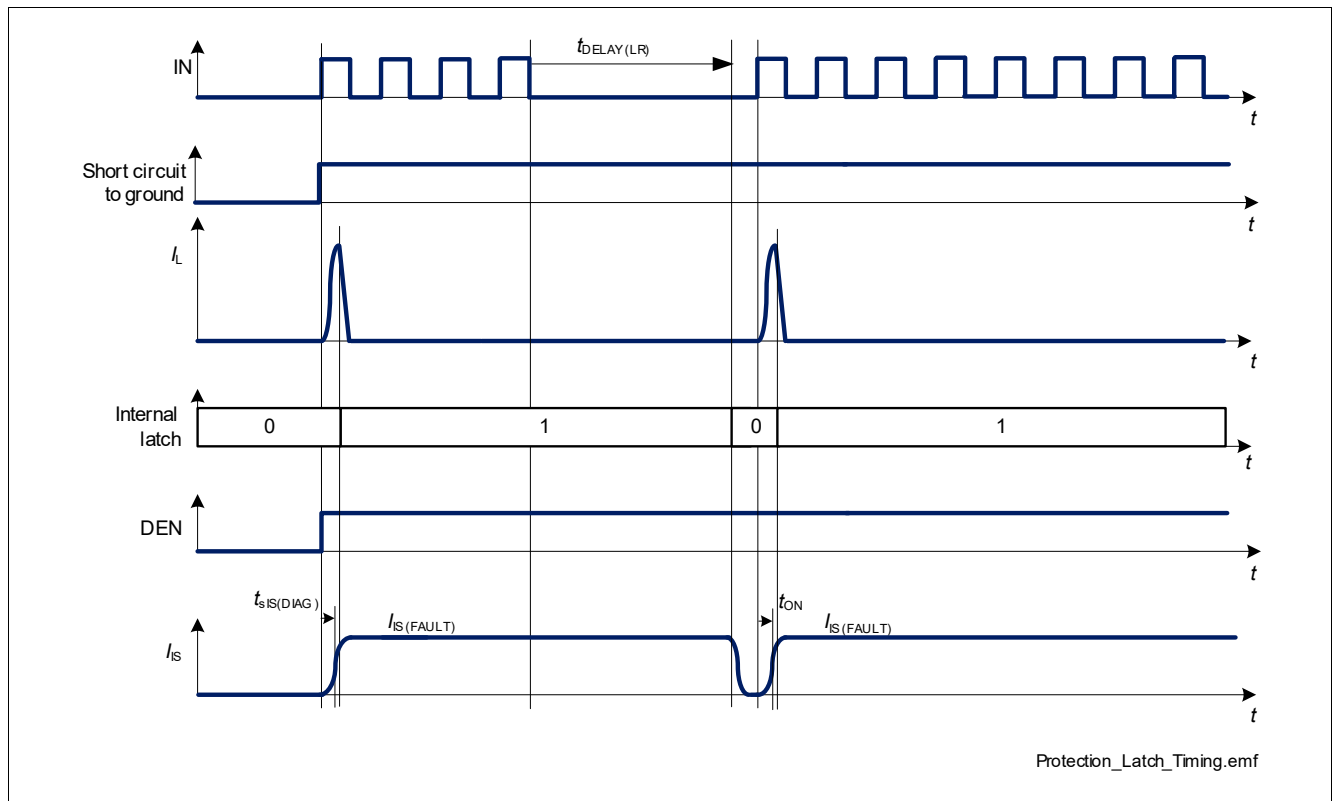 IN
tDELAY(LR)
t
Short circuit
to ground
t
IL
t
Internal
latch
0
1
0
1
t
DEN
t
tsIS(DIAG)
IIS(FAULT)
tON
IIS(FAULT)
IIS
t
Protection_Latch_Timing.emf